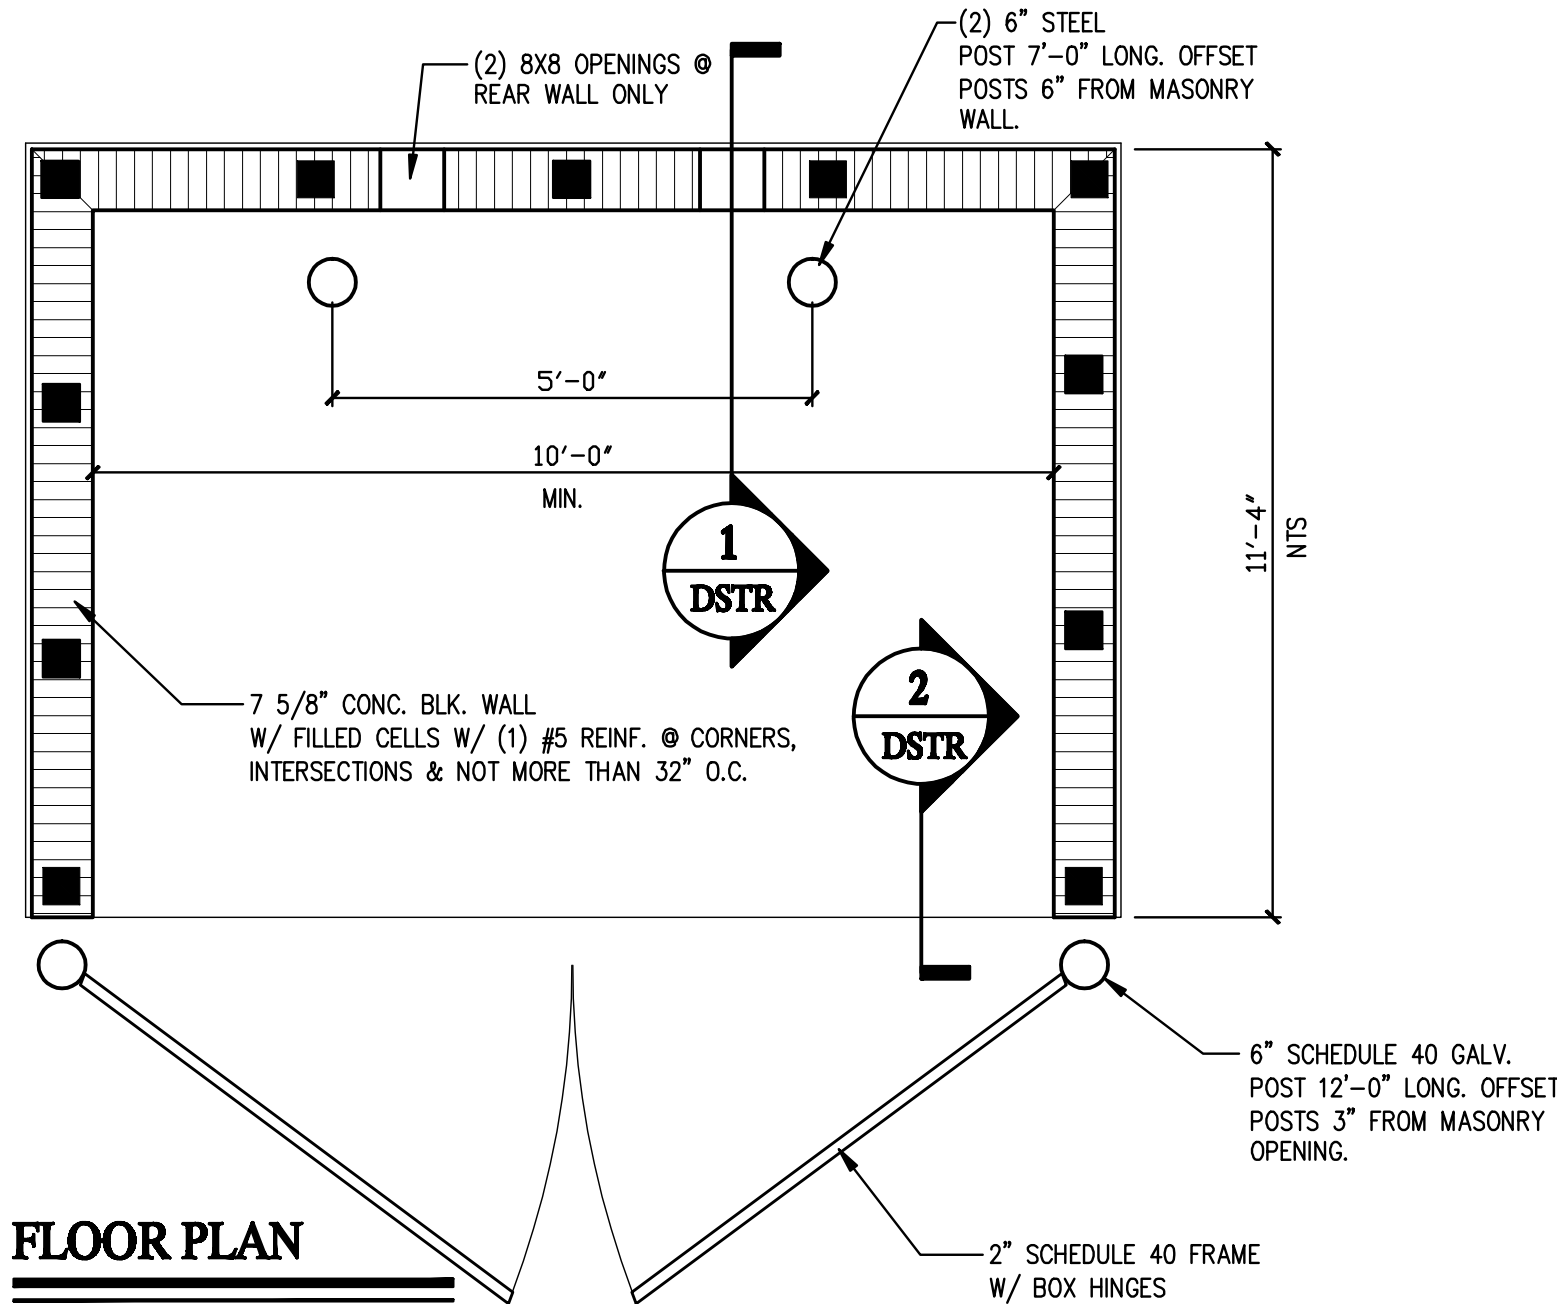 (2) 8X8 OPENINGS @
REAR WALL ONLY
(2) 6" STEEL
POST 7'-0" LONG. OFFSET
POSTS 6" FROM MASONRY
WALL.
5'-0"
10'-0"
MIN.
11'-4"
NTS
1
DSTR
2
DSTR
7 5/8" CONC. BLK. WALL
W/ FILLED CELLS W/ (1) #5 REINF. @ CORNERS,
INTERSECTIONS & NOT MORE THAN 32" O.C.
6" SCHEDULE 40 GALV.
POST 12'-0" LONG. OFFSET
POSTS 3" FROM MASONRY
OPENING.
2" SCHEDULE 40 FRAME
W/ BOX HINGES
FLOOR PLAN